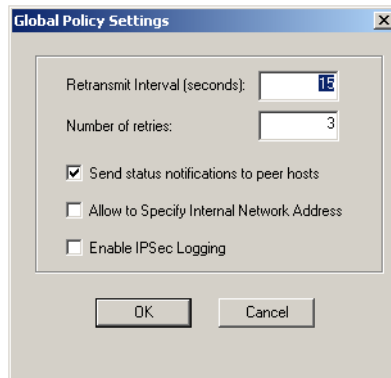 Global Policy Settings
Retransmit Interval (seconds): 15
Number of retries: 3
Send status notifications to peer hosts
Allow to Specify Internal Network Address
Enable IPSec Logging
OK Cancel